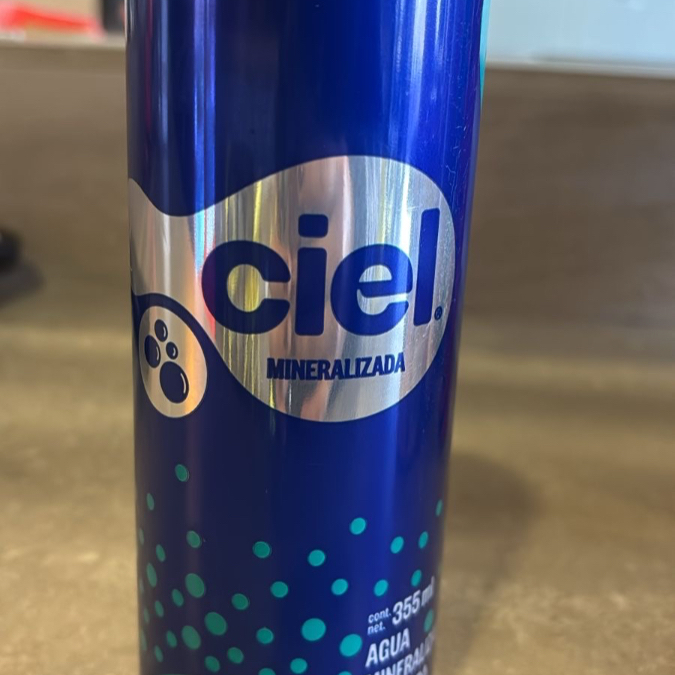 ciel®
MINERALIZADA
cont. 355 ml
net.
AGUA